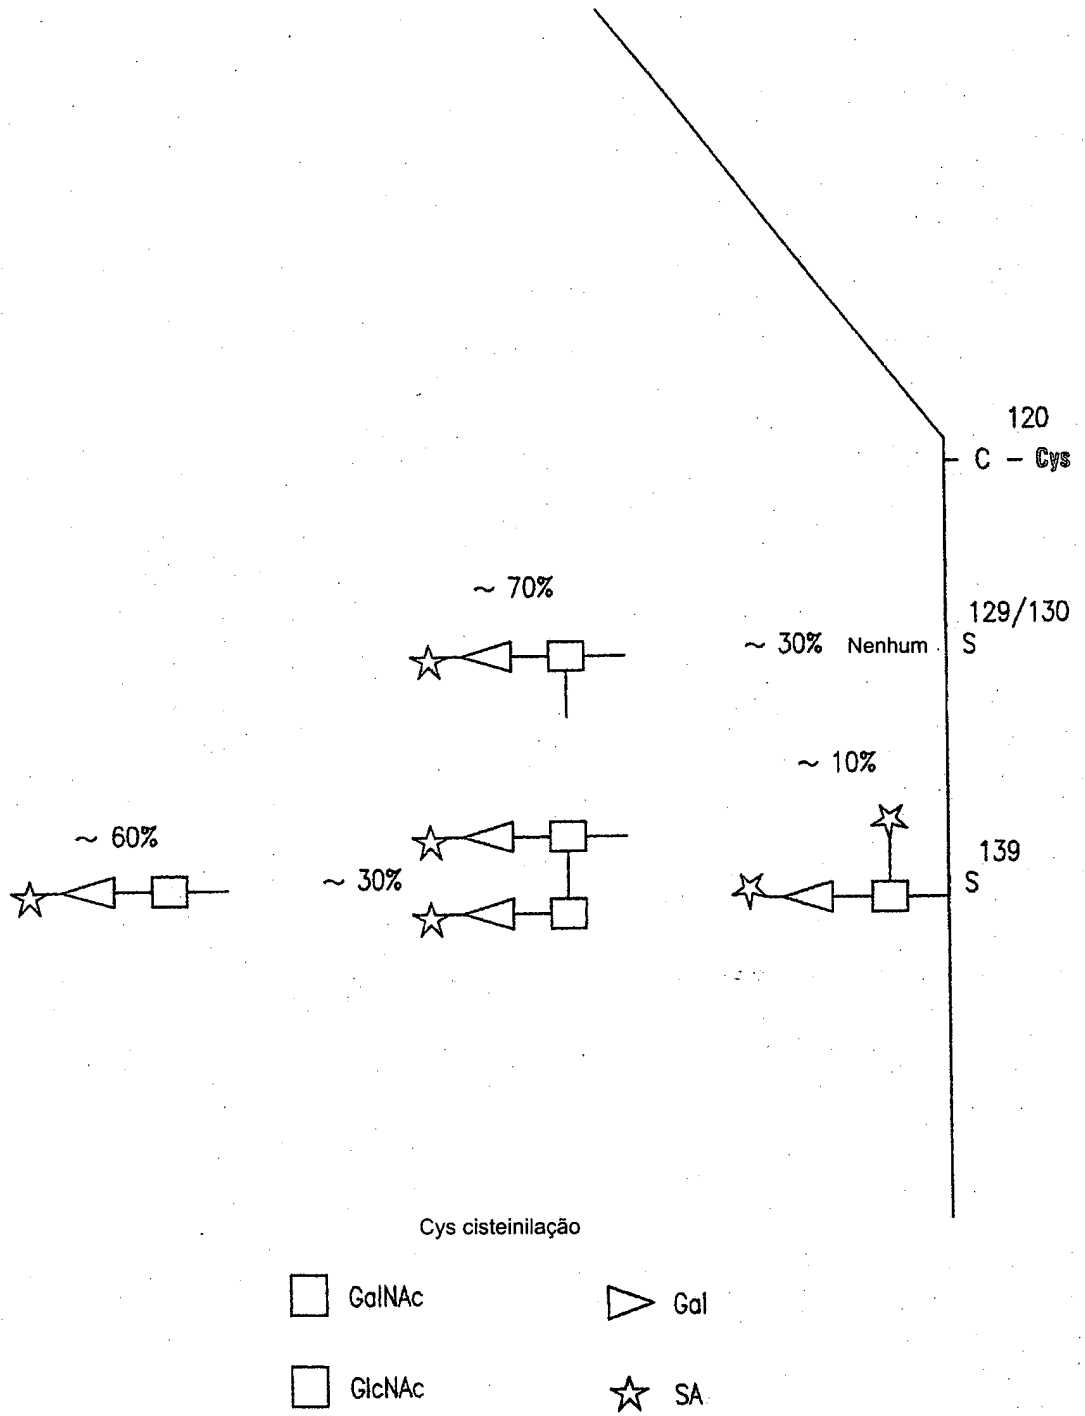 120
C – Cys
~ 70%
129/130
~ 30% Nenhum S
~ 10%
~ 60%
139
~ 30%
S
Cys cisteinilação
GalNAc
Gal
GlcNAc
SA